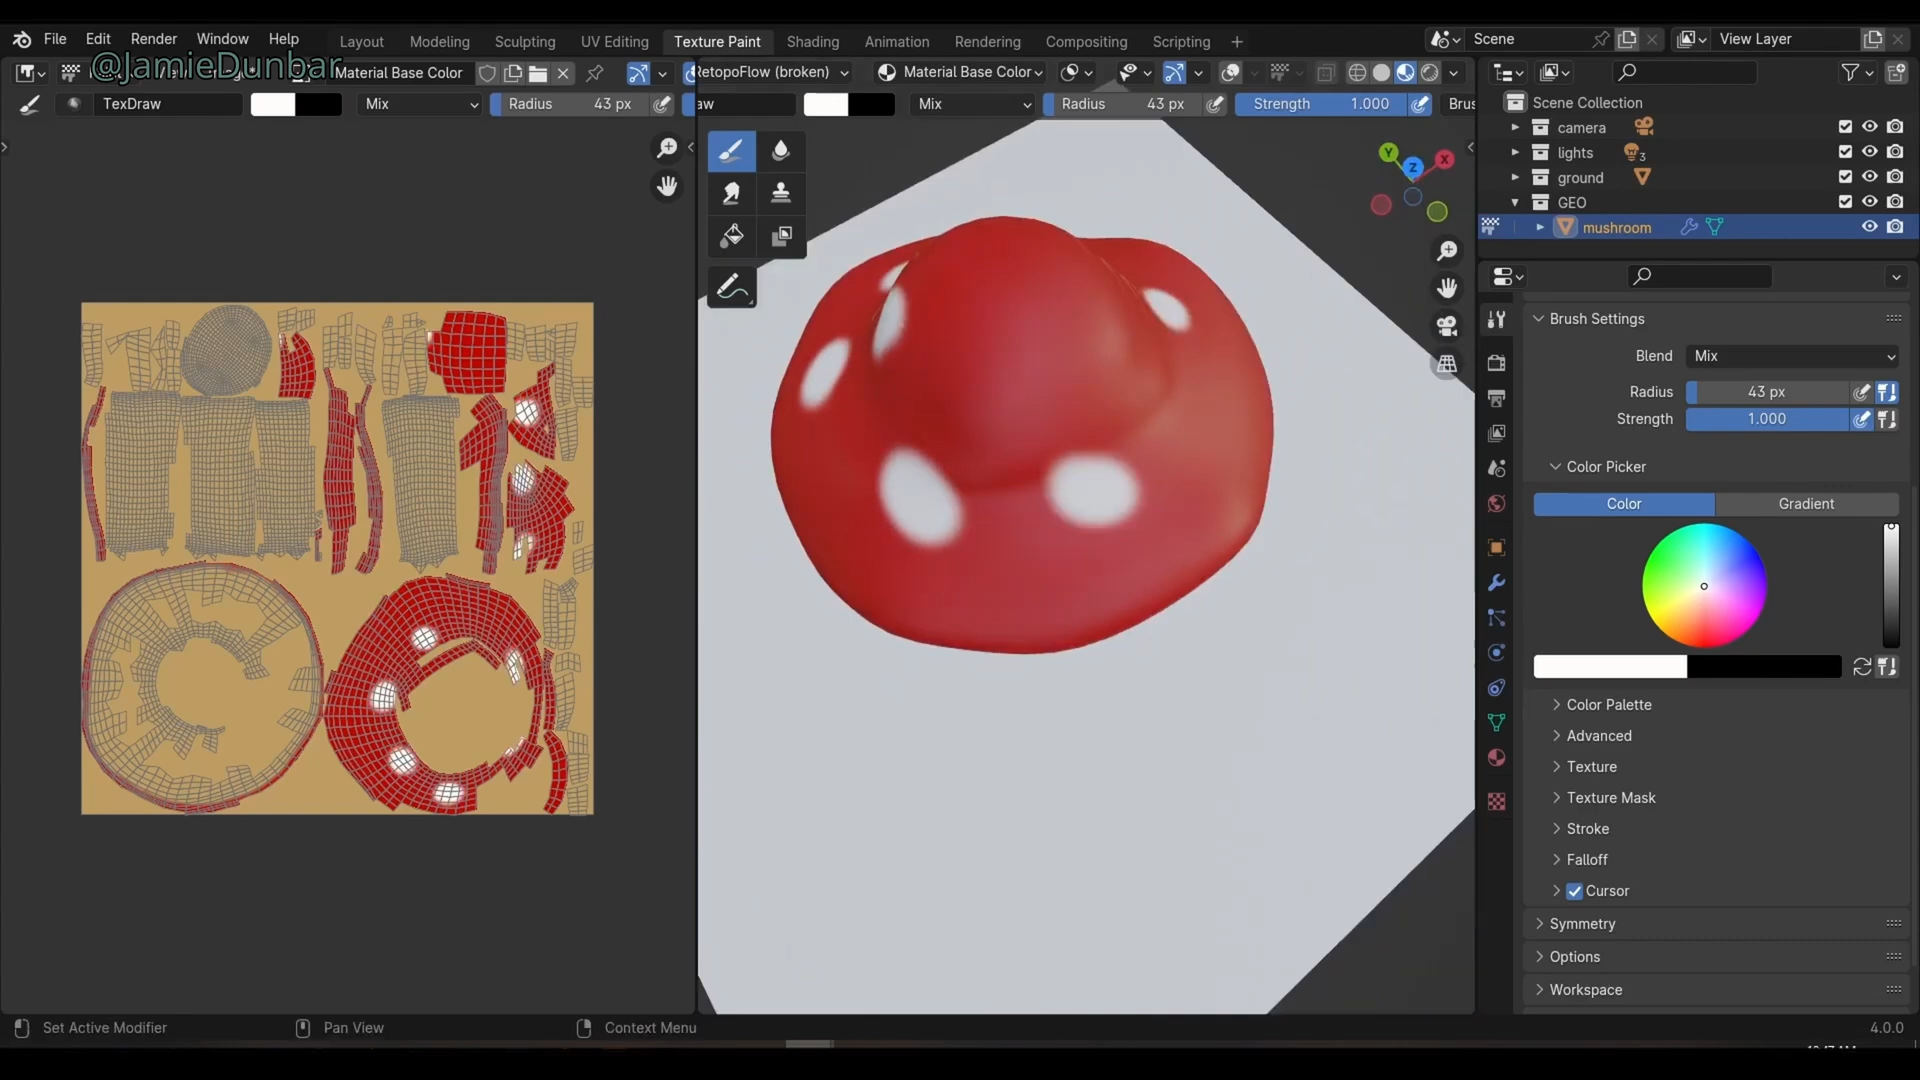 File Edit Render Window Help Layout Modeling Sculpting UV Editing Texture Paint Shading Animation Rendering Compositing Scripting + Scene View Layer
@JamieDunbar
Material Base Color RetopoFlow (broken) Material Base Color
TexDraw Mix Radius 43 px aw Mix Radius 43 px Strength 1.000 Brus
Scene Collection
camera
lights 3
ground
GEO
mushroom
Y Z X
Brush Settings
Blend Mix
Radius 43 px
Strength 1.000
Color Picker
Color Gradient
Color Palette
Advanced
Texture
Texture Mask
Stroke
Falloff
Cursor
Symmetry
Options
Workspace
Set Active Modifier Pan View Context Menu 4.0.0